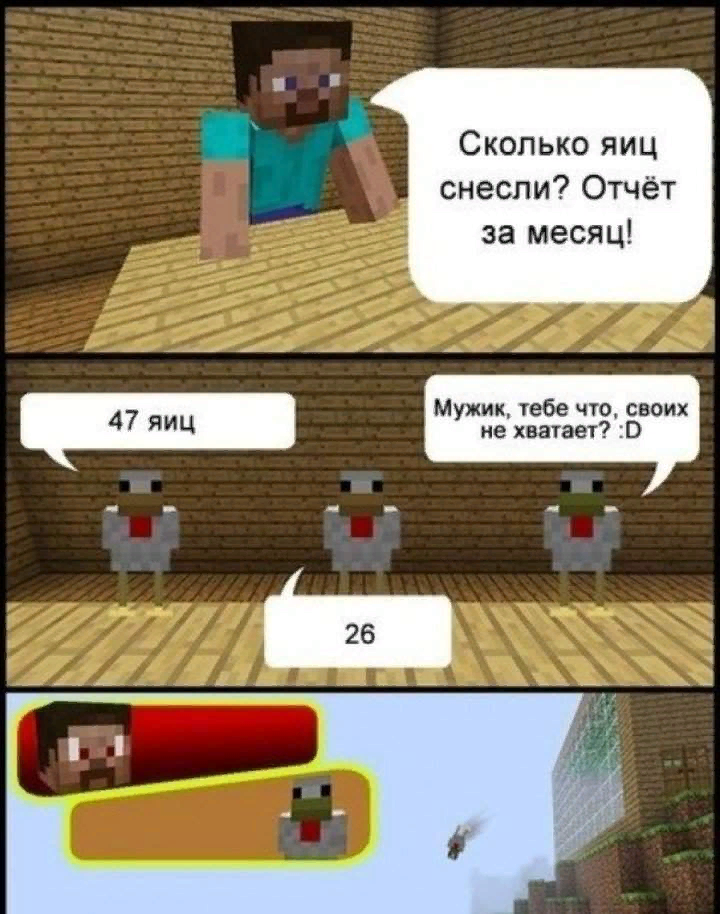 Сколько яиц
снесли? Отчёт
за месяц!
47 яиц
Мужик, тебе что, своих
не хватает? :D
26